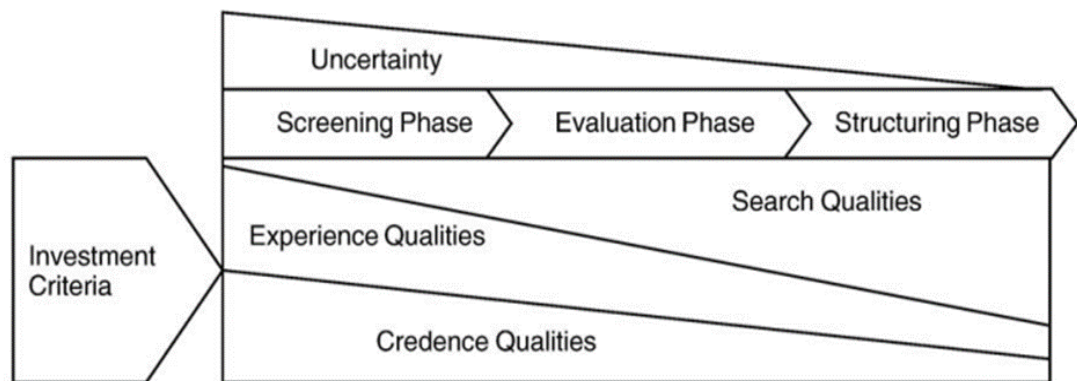 Uncertainty
Screening Phase
Evaluation Phase
Structuring Phase
Search Qualities
Experience Qualities
Investment
Criteria
Credence Qualities